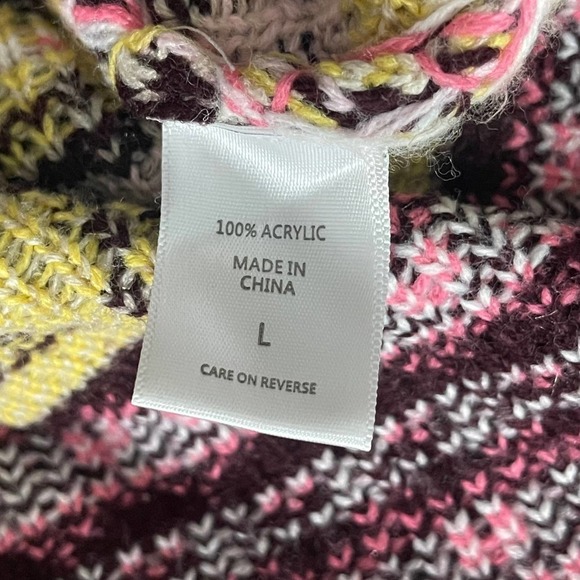 100% ACRYLIC
MADE IN
CHINA
L
CARE ON REVERSE